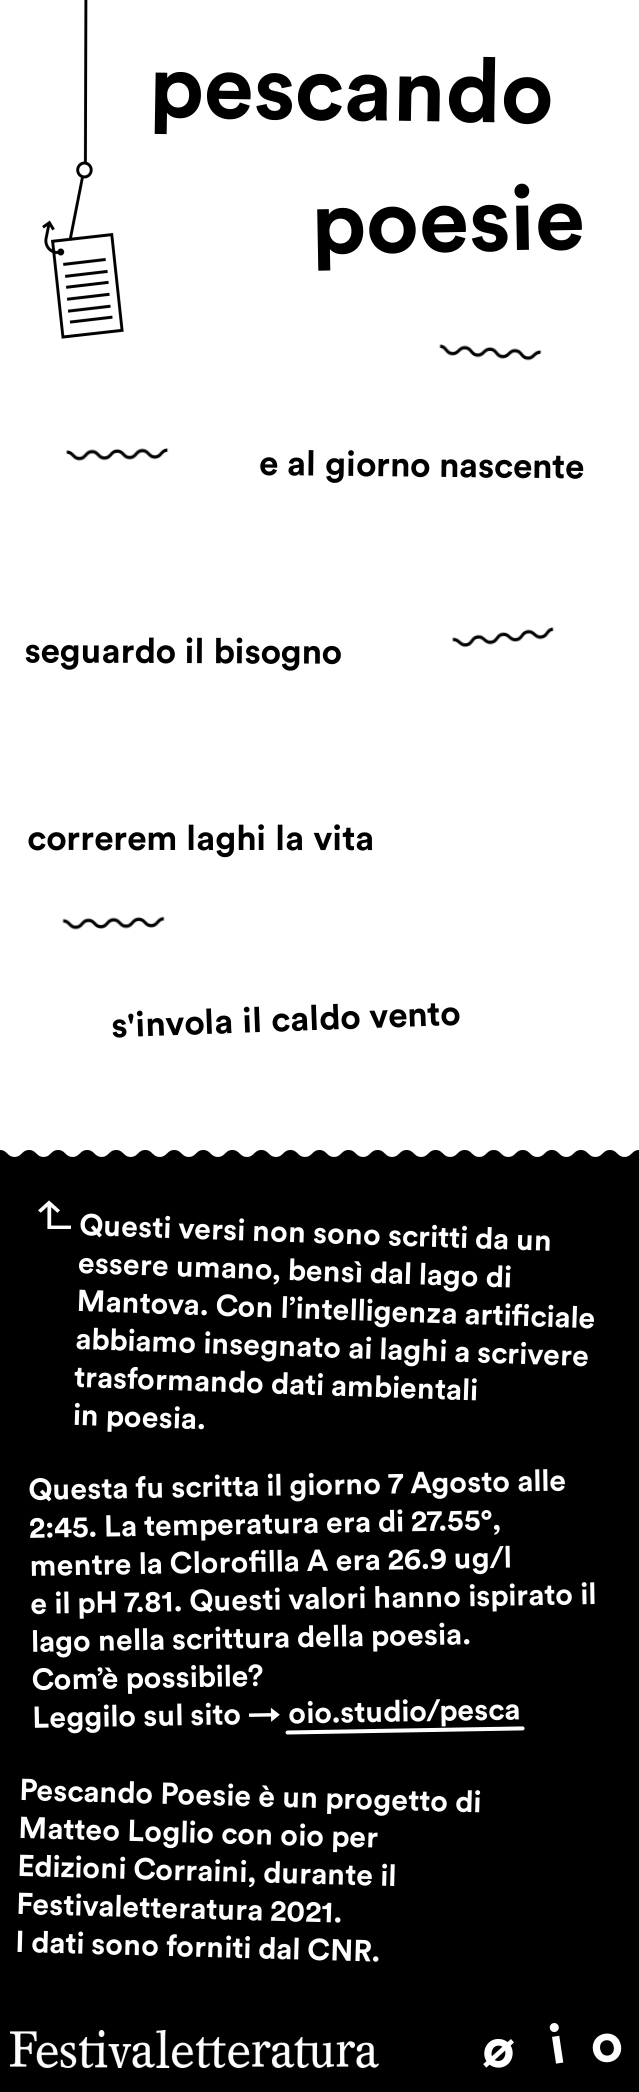 pescando
poesie
e al giorno nascente
seguardo il bisogno
correrem laghi la vita
s'invola il caldo vento
Questi versi non sono scritti da un
essere umano, bensì dal lago di
Mantova. Con l’intelligenza artificiale
abbiamo insegnato ai laghi a scrivere
trasformando dati ambientali
in poesia.
Questa fu scritta il giorno 7 Agosto alle
2:45. La temperatura era di 27.55°,
mentre la Clorofilla A era 26.9 ug/l
e il pH 7.81. Questi valori hanno ispirato il
lago nella scrittura della poesia.
Com’è possibile?
Leggilo sul sito → oio.studio/pesca
Pescando Poesie è un progetto di
Matteo Loglio con oio per
Edizioni Corraini, durante il
Festivaletteratura 2021.
I dati sono forniti dal CNR.
Festivaletteratura ø i o